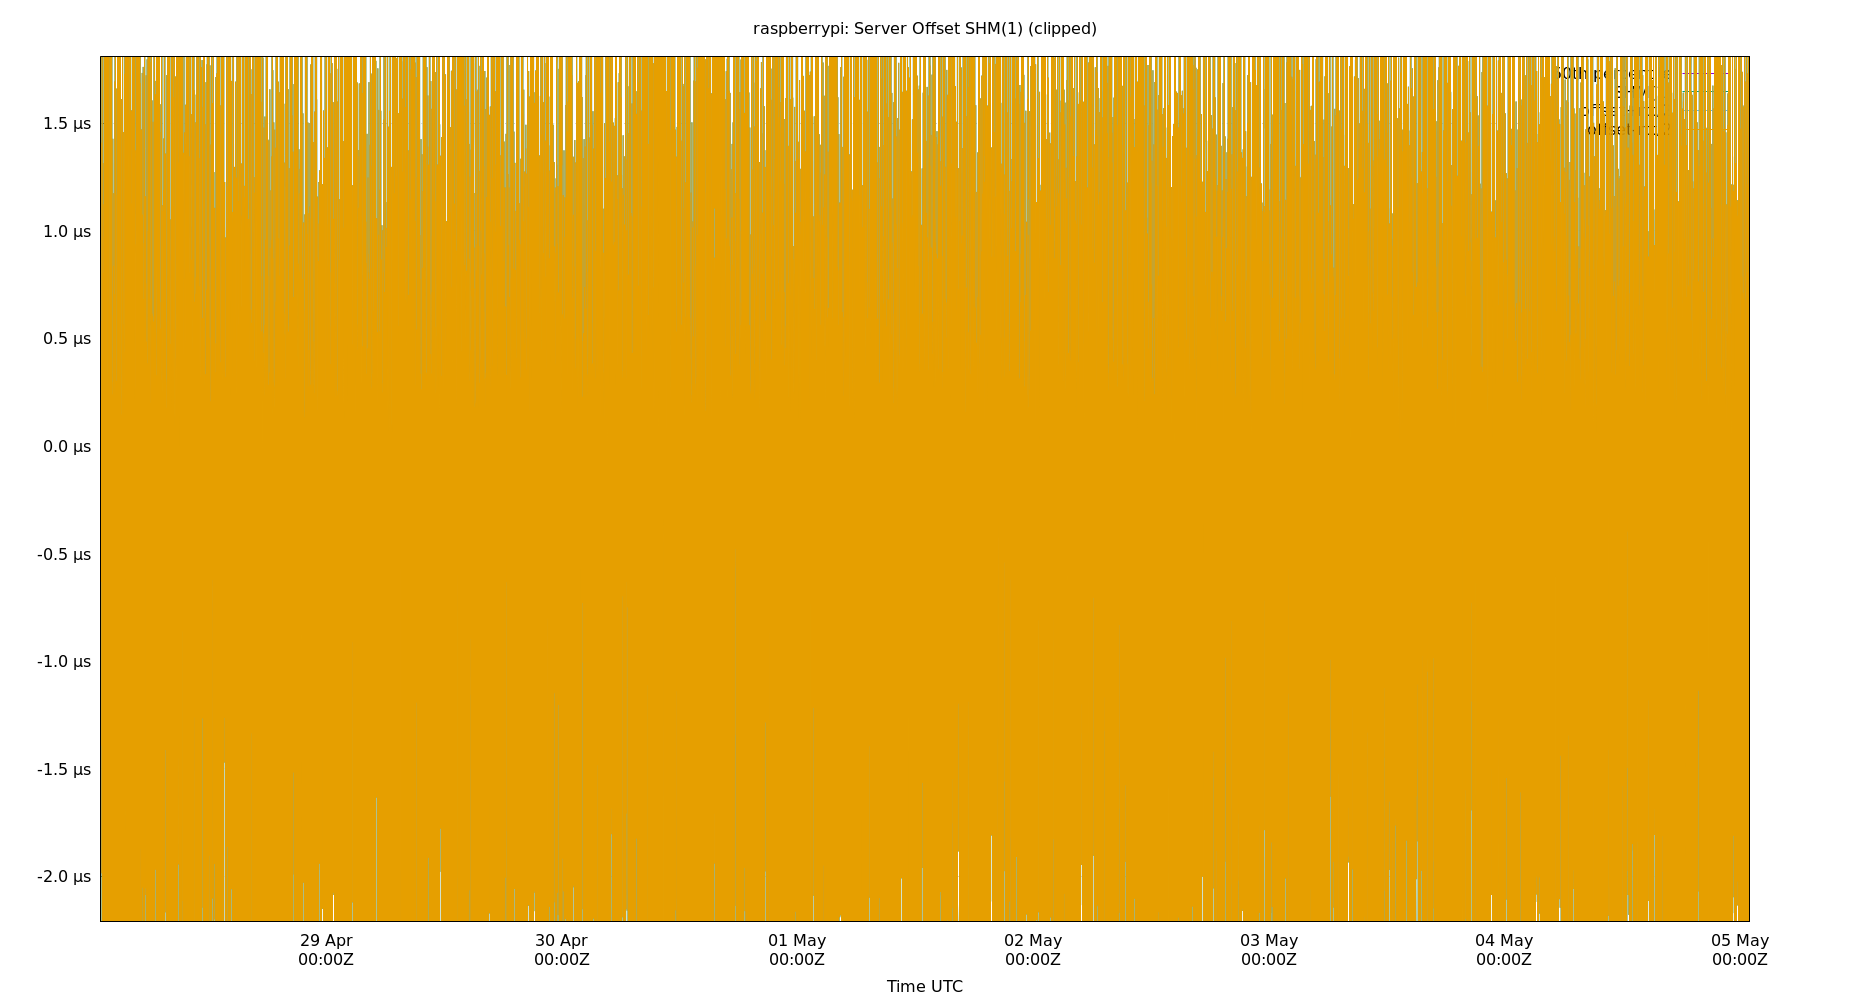 raspberrypi: Server Offset SHM(1) (clipped)
1.5 µs
1.0 µs
0.5 µs
0.0 µs
-0.5 µs
-1.0 µs
-1.5 µs
-2.0 µs
29 Apr 30 Apr 01 May 02 May 03 May 04 May 05 May
00:00Z 00:00Z 00:00Z 00:00Z 00:00Z 00:00Z 00:00Z
Time UTC